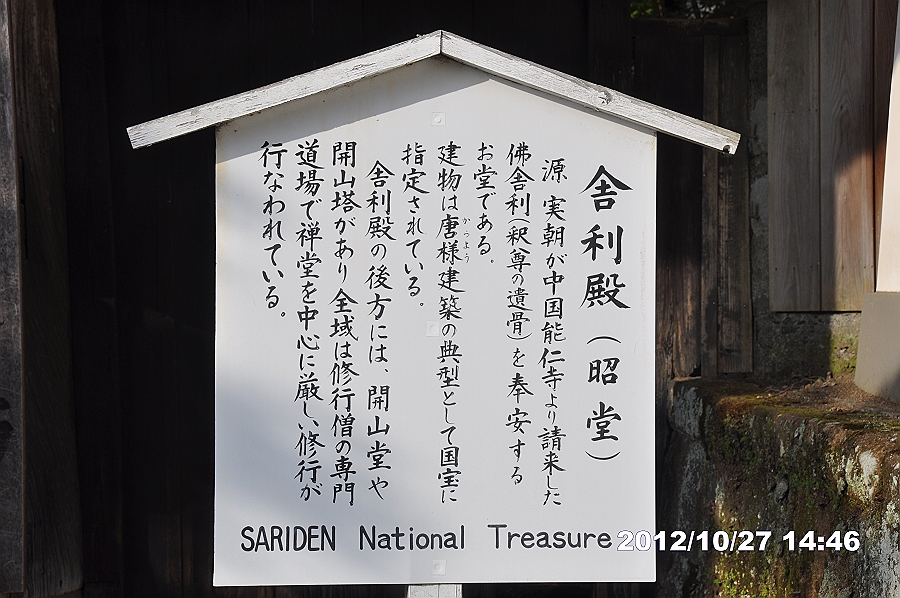 舎利殿（昭堂）
源 実朝が中国能仁寺より請来した
佛舎利（釈尊の遺骨）を奉安する
お堂である。
建物は唐様建築の典型として国宝に
からよう
指定されている。
舎利殿の後方には、開山堂や
開山塔があり全域は修行僧の専門
道場で禅堂を中心に厳しい修行が
行なわれている。
SARIDEN National Treasure
2012/10/27 14:46